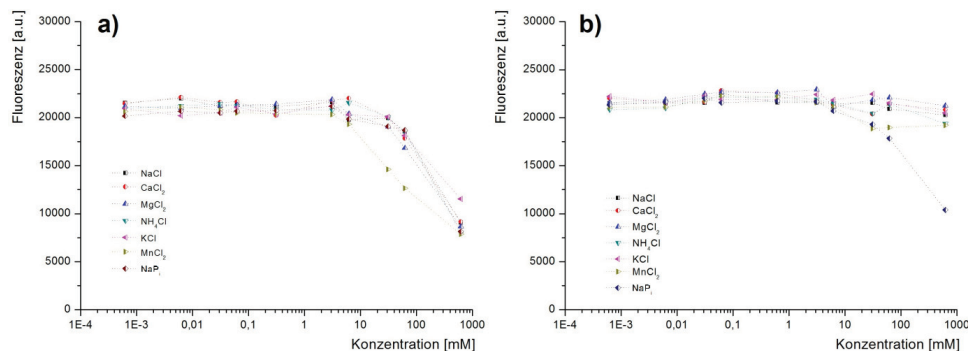 a)
Fluoreszenz [a.u.]
30000
25000
20000
15000
10000
5000
0
NaCl
CaCl₂
MgCl₂
NH₄Cl
KCl
MnCl₂
NaPᵢ
1E-4 1E-3 0,01 0,1 1 10 100 1000
Konzentration [mM]
b)
Fluoreszenz [a.u.]
30000
25000
20000
15000
10000
5000
0
NaCl
CaCl₂
MgCl₂
NH₄Cl
KCl
MnCl₂
NaPᵢ
1E-4 1E-3 0,01 0,1 1 10 100 1000
Konzentration [mM]